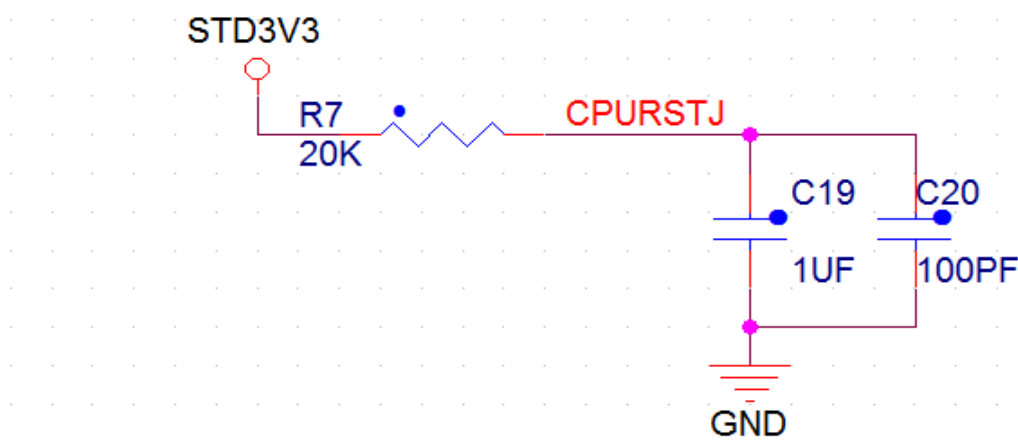 STD3V3
R7
20K
CPURSTJ
C19
1UF
C20
100PF
GND